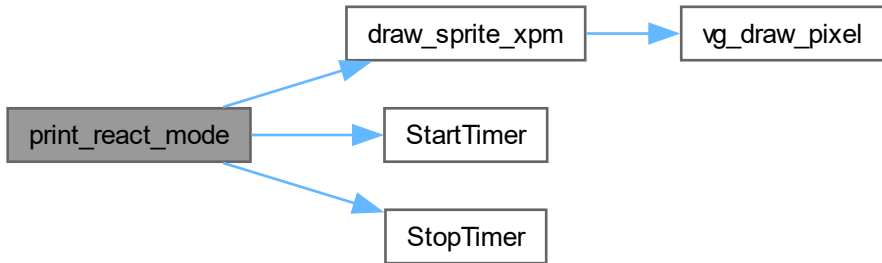 draw_sprite_xpm
vg_draw_pixel
print_react_mode
StartTimer
StopTimer